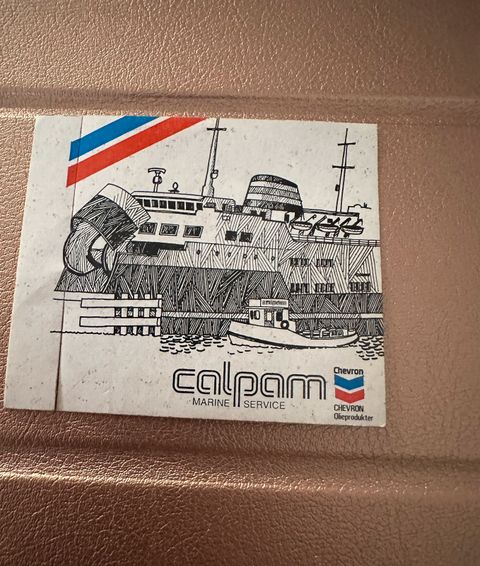 calpam
MARINE SERVICE
Chevron
CHEVRON
Olieprodukter